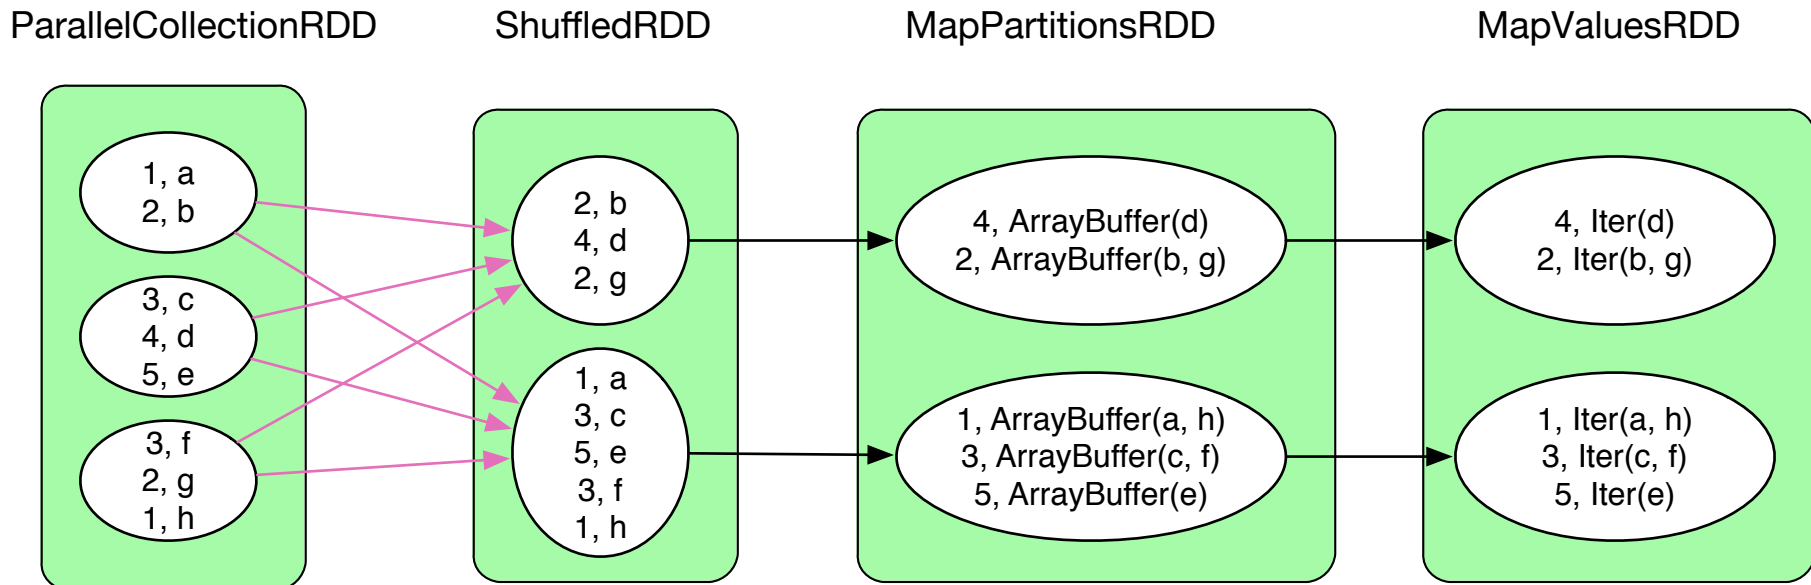 ParallelCollectionRDD
ShuffledRDD
MapPartitionsRDD
MapValuesRDD
1, a
2, b
3, c
4, d
5, e
3, f
2, g
1, h
2, b
4, d
2, g
1, a
3, c
5, e
3, f
1, h
4, ArrayBuffer(d)
2, ArrayBuffer(b, g)
1, ArrayBuffer(a, h)
3, ArrayBuffer(c, f)
5, ArrayBuffer(e)
4, Iter(d)
2, Iter(b, g)
1, Iter(a, h)
3, Iter(c, f)
5, Iter(e)